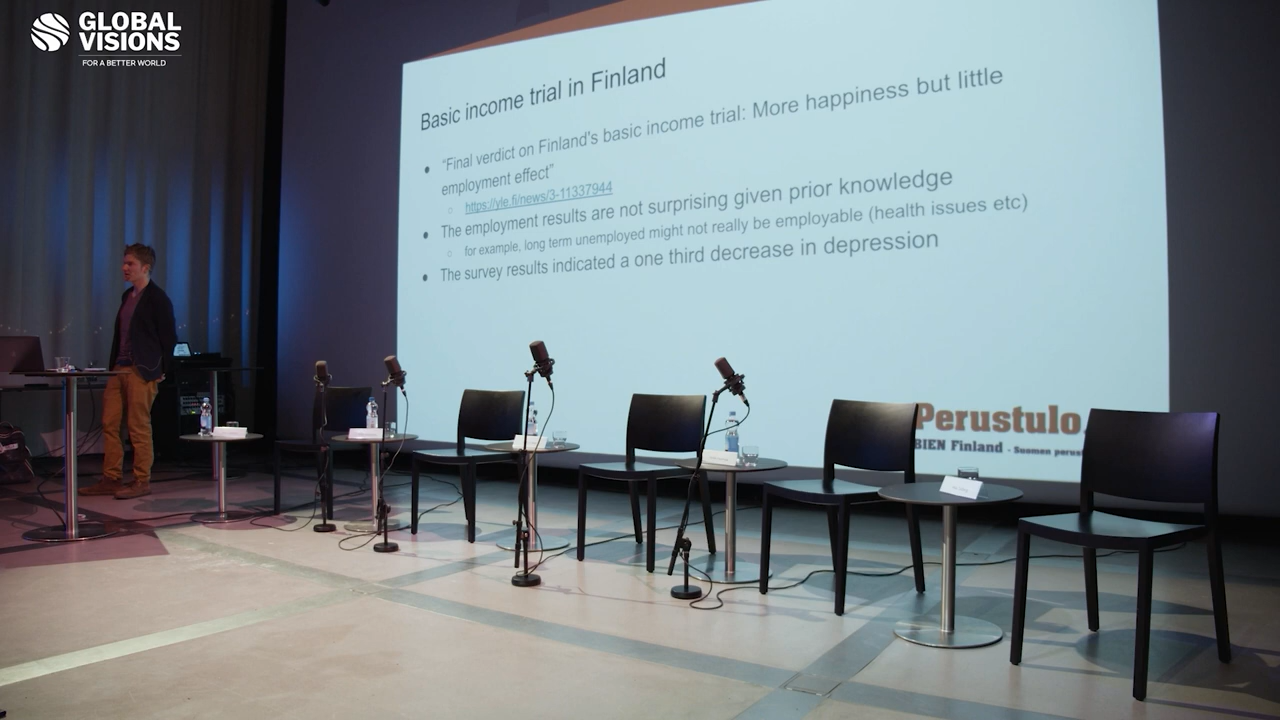 GLOBAL
VISIONS
FOR A BETTER WORLD
Basic income trial in Finland
“Final verdict on Finland's basic income trial: More happiness but little
employment effect”
https://yle.fi/news/3-11337944
The employment results are not surprising given prior knowledge
for example, long term unemployed might not really be employable (health issues etc)
The survey results indicated a one third decrease in depression
Perustulo.
BIEN Finland - Suomen perust